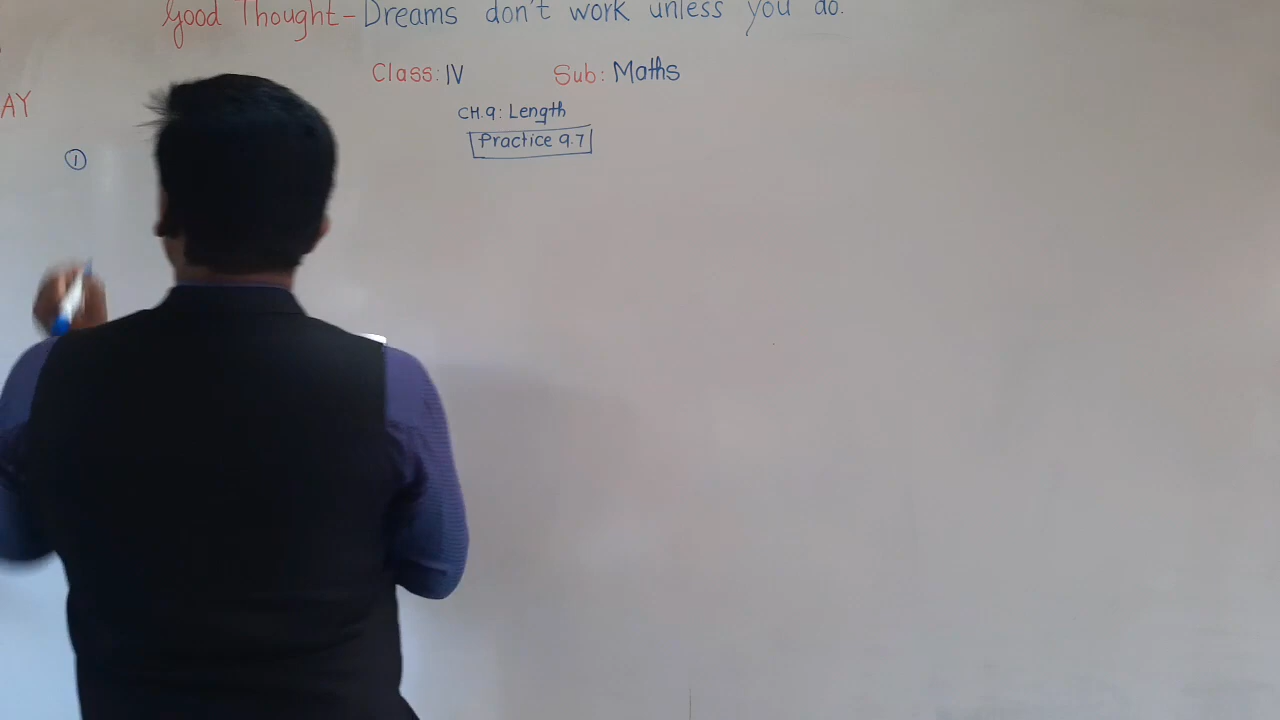 Good Thought - Dreams don't work unless you do.
Class: IV Sub: Maths
AY
CH.9: Length
Practice 9.7
①